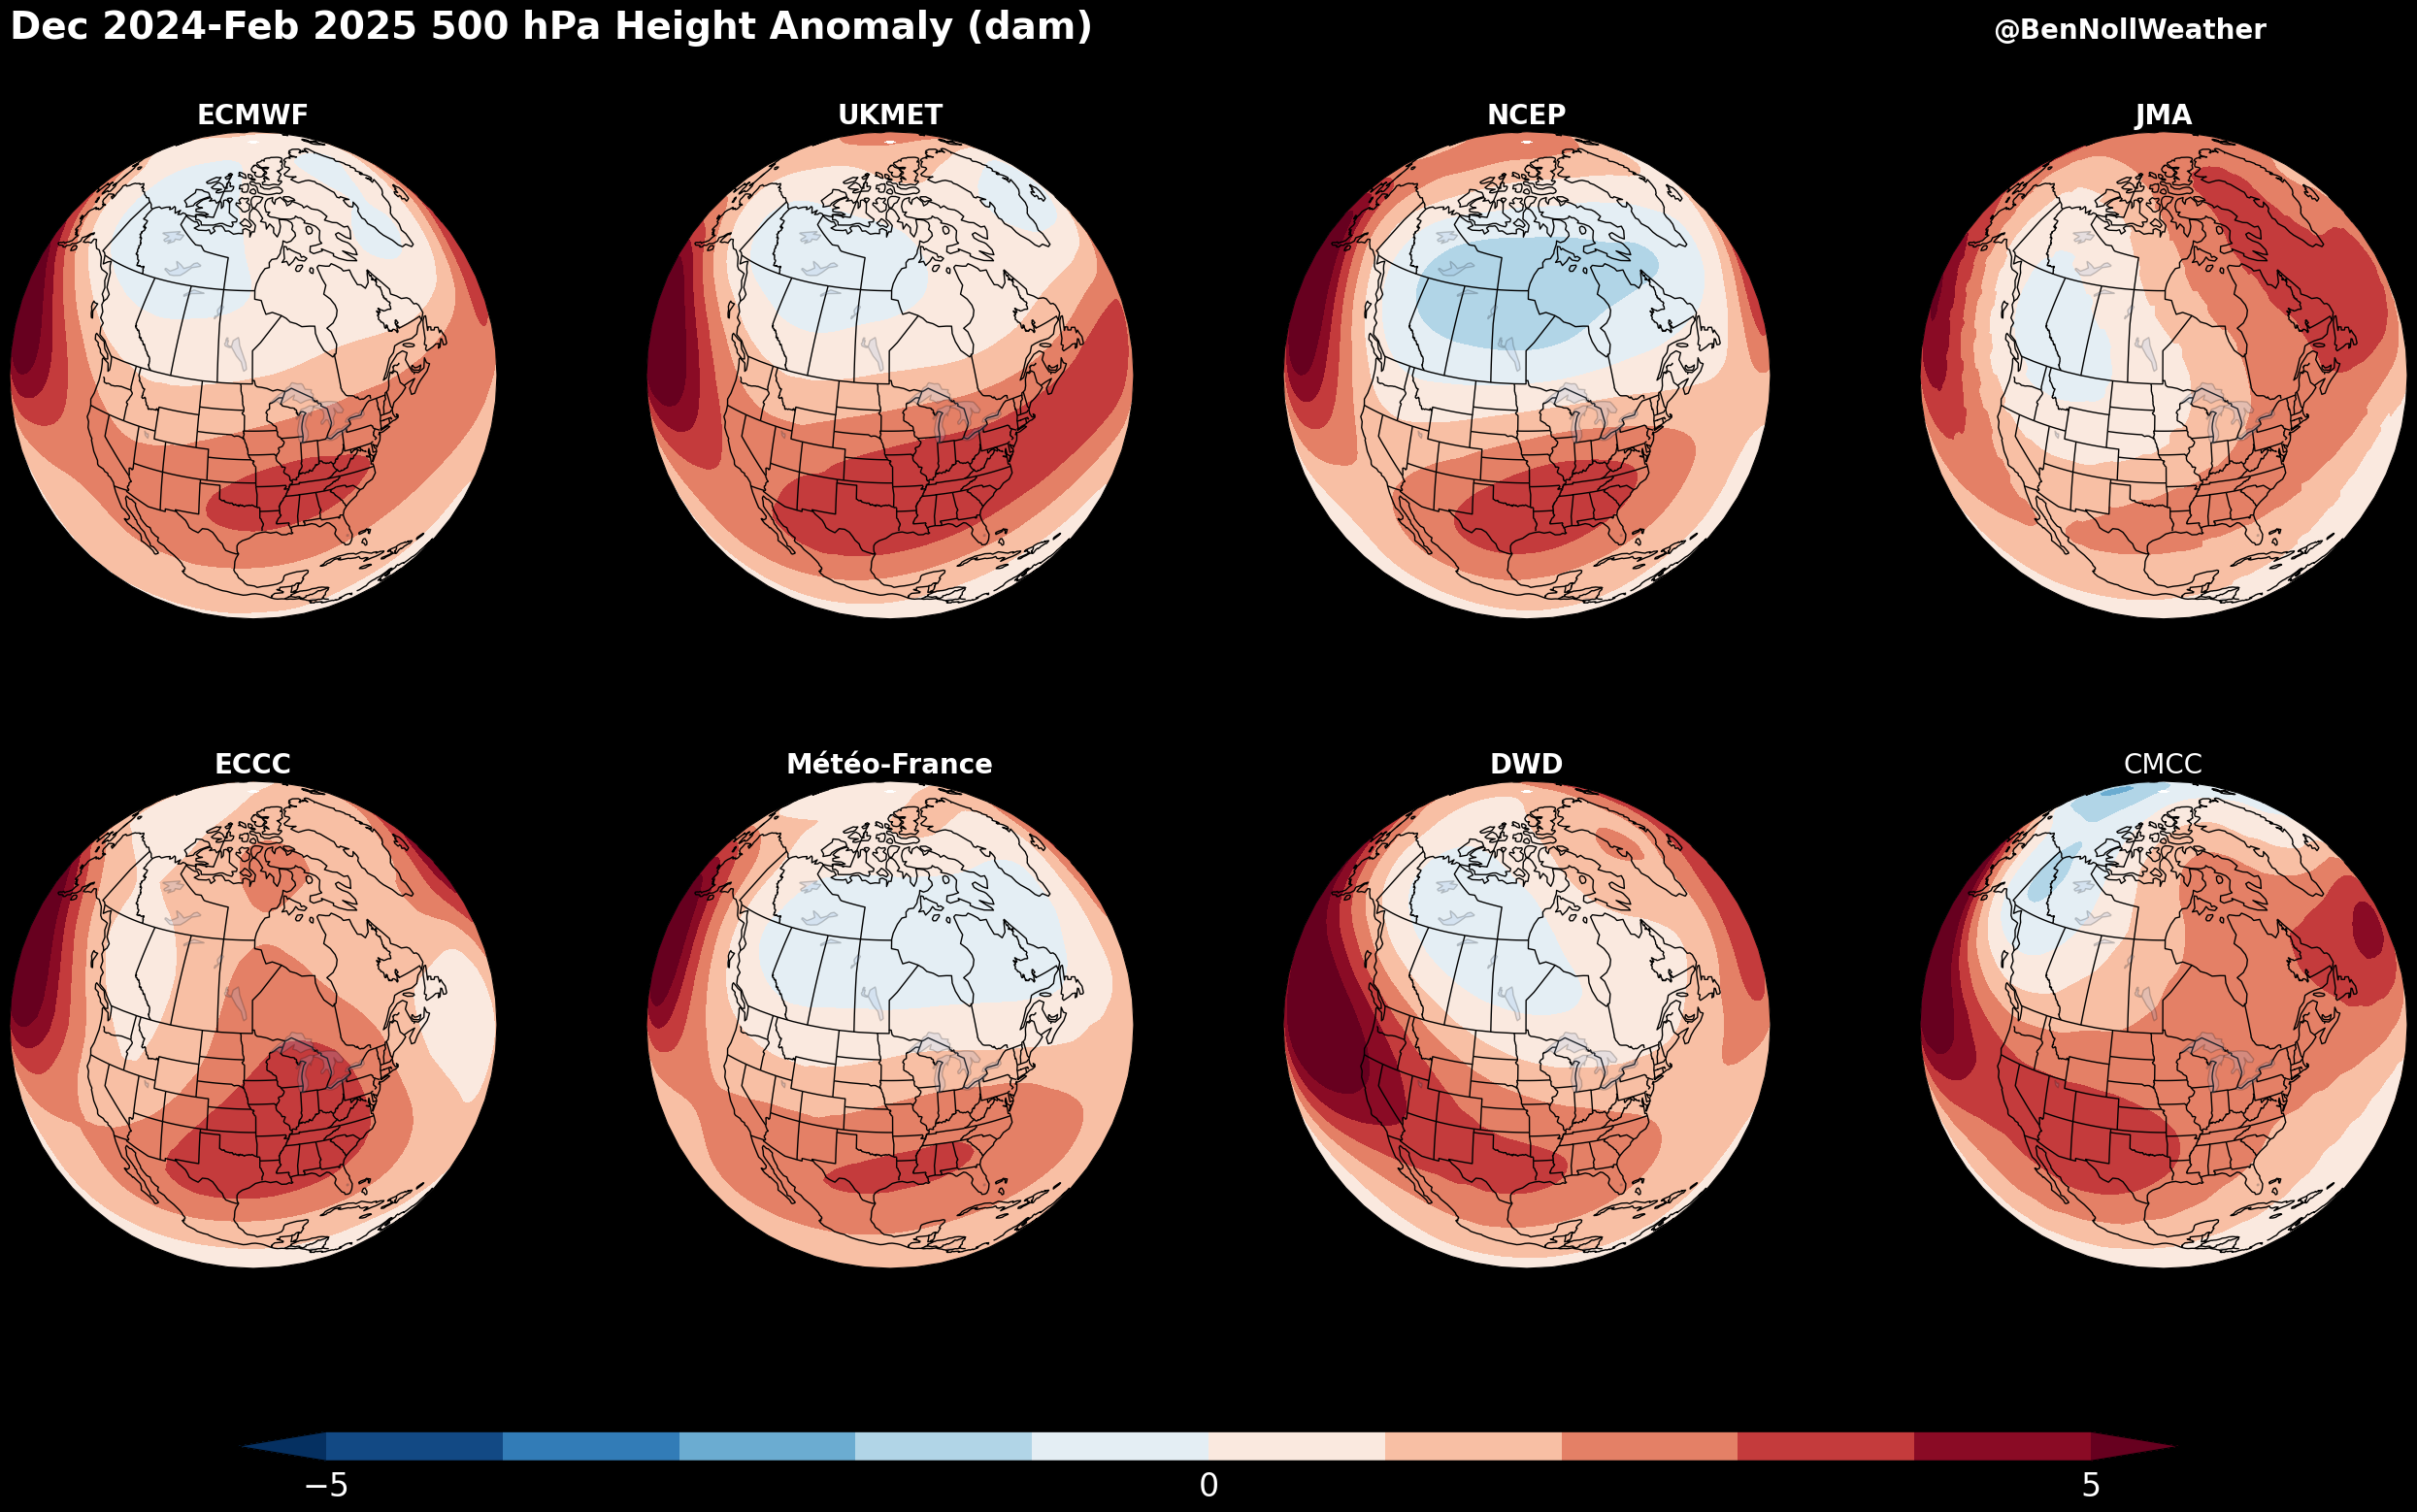 Dec 2024-Feb 2025 500 hPa Height Anomaly (dam)
@BenNollWeather
ECMWF
UKMET
NCEP
JMA
ECCC
Météo-France
DWD
CMCC
−5
0
5